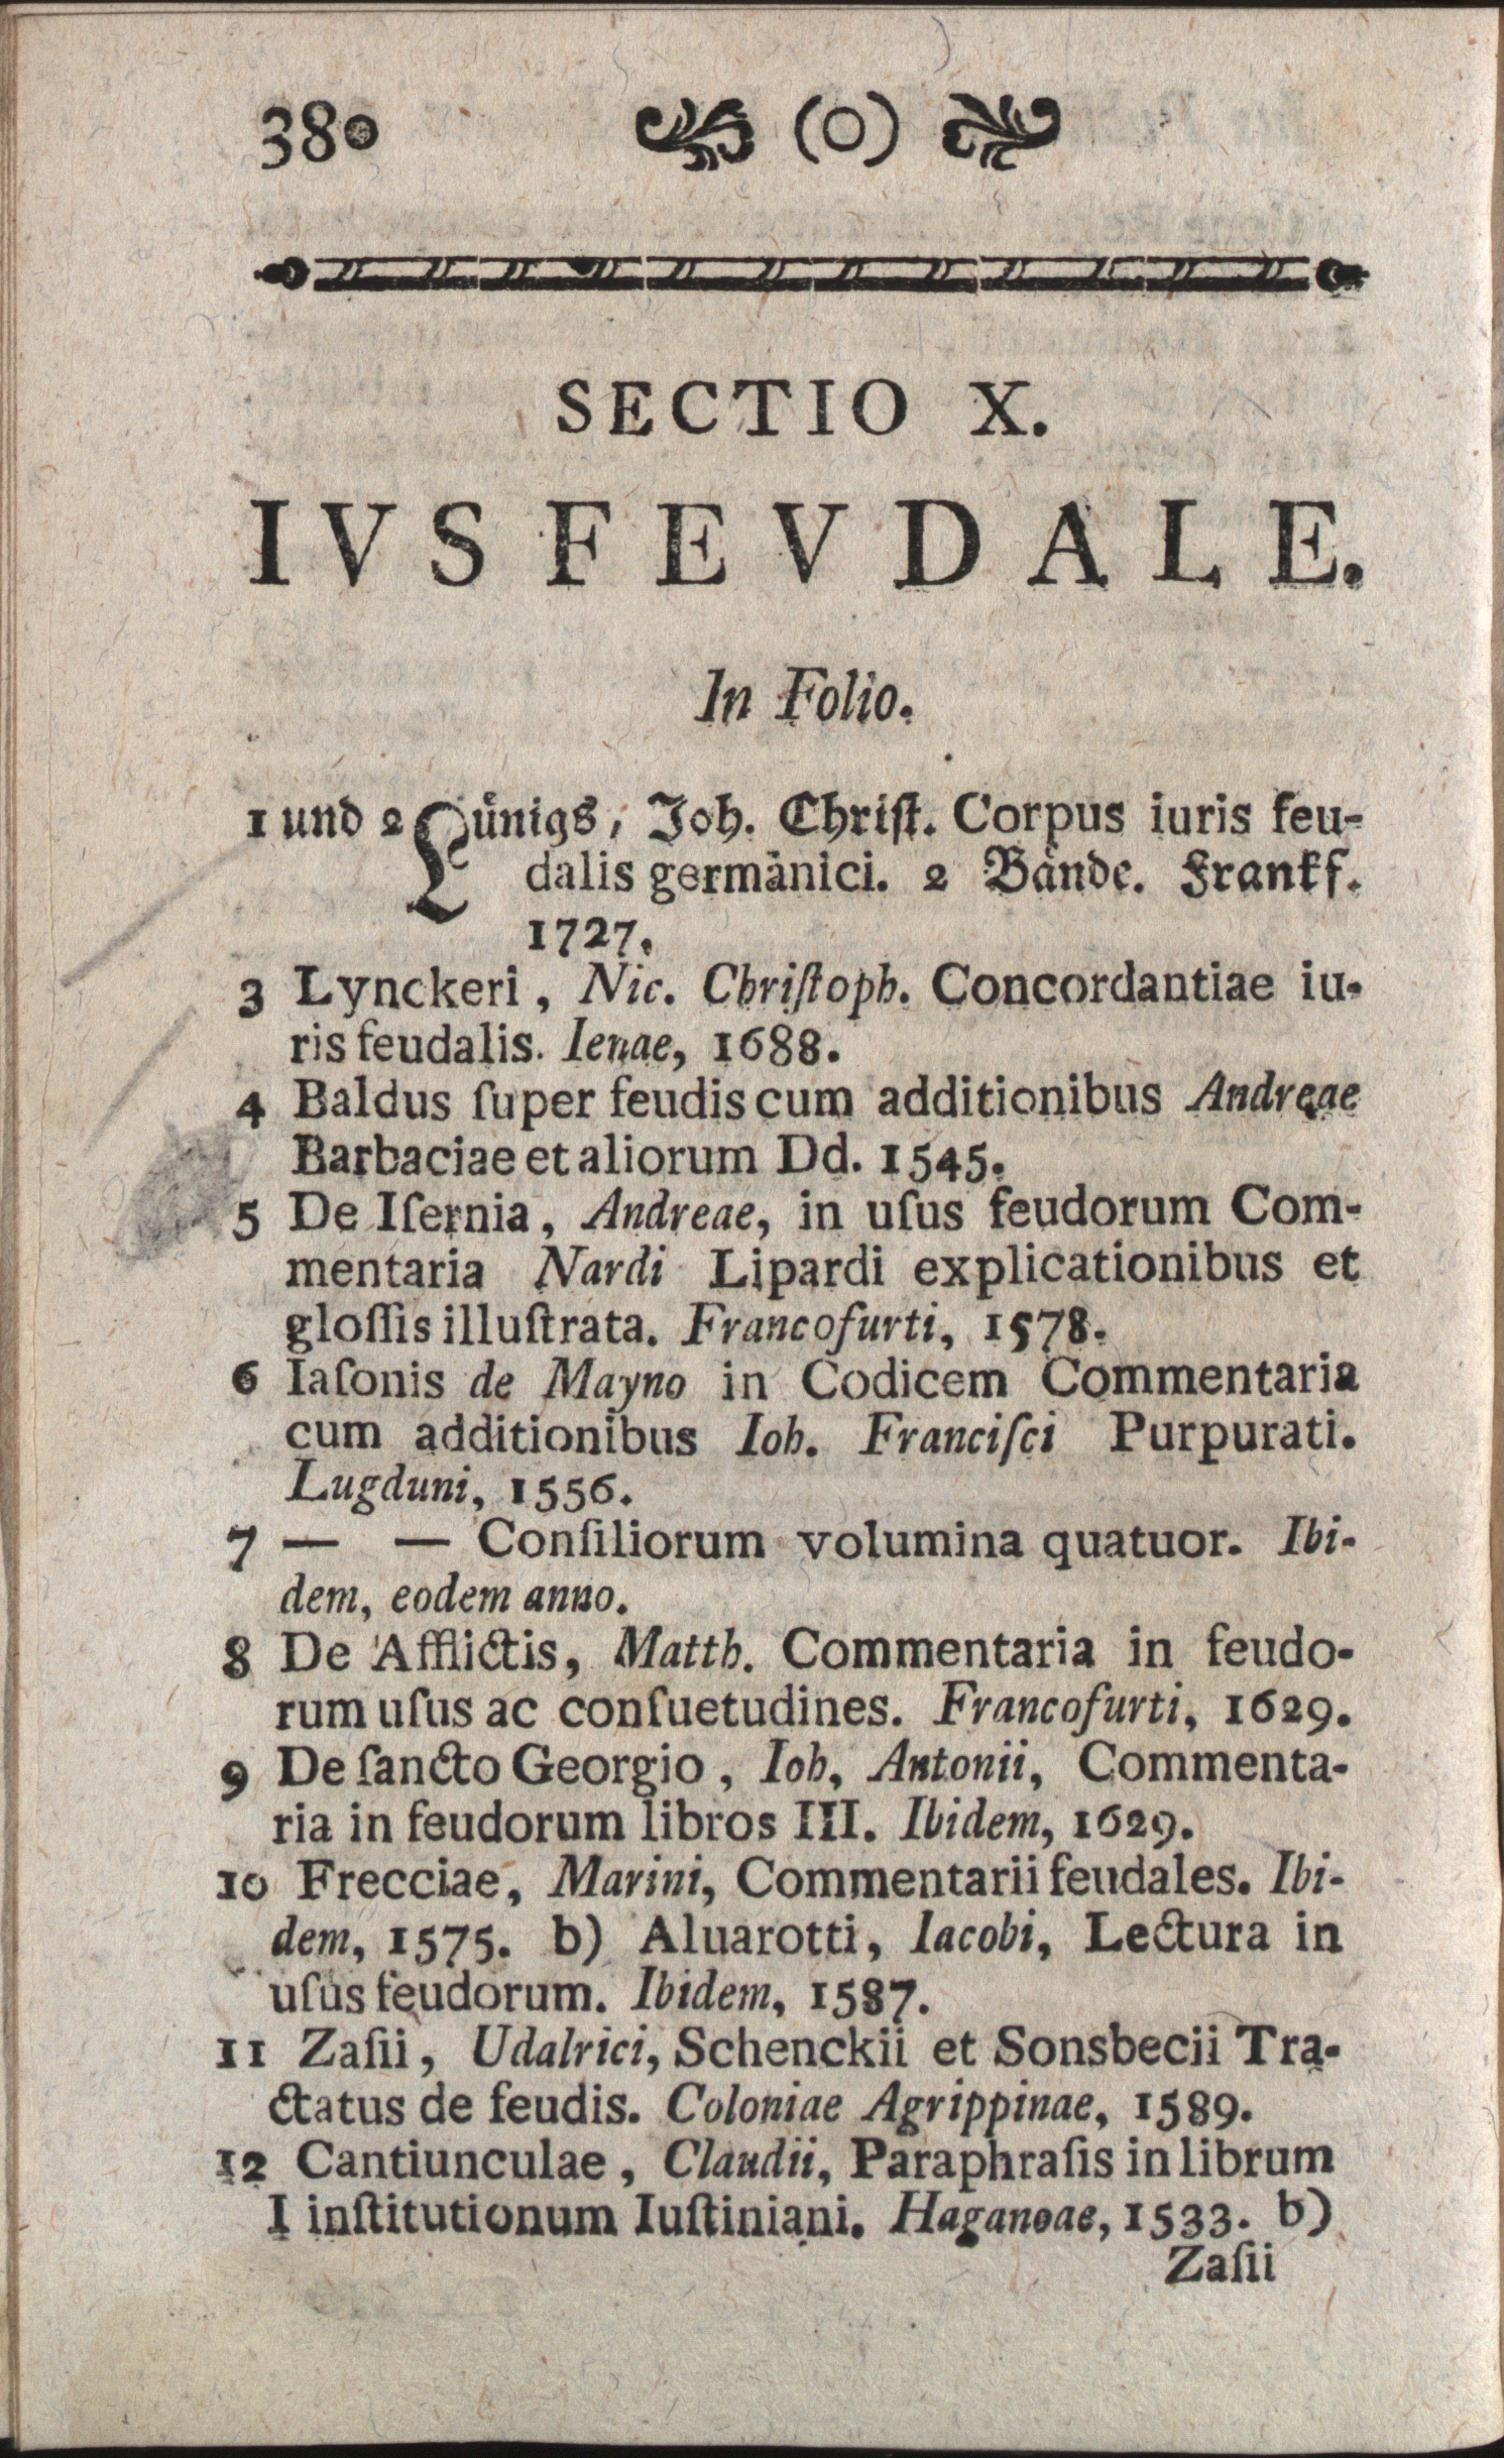 380 (O)
SECTIO X.
IVS FEVDALE.
In Folio.
1 und 2 Lünigs, Joh. Chriſt. Corpus iuris feu-
dalis germanici. 2 Bände. Frankf.
1727.
3 Lynckeri, Nic. Chriſtoph. Concordantiae iu-
ris feudalis. Ienae, 1688.
4 Baldus ſuper feudis cum additionibus Andreae
Barbaciae et aliorum Dd. 1545.
5 De Iſernia, Andreae, in uſus feudorum Com-
mentaria Nardi Lipardi explicationibus et
gloſſis illuſtrata. Francofurti, 1578.
6 Iaſonis de Mayno in Codicem Commentaria
cum additionibus Ioh. Franciſci Purpurati.
Lugduni, 1556.
7 — — Conſiliorum volumina quatuor. Ibi-
dem, eodem anno.
8 De Afflictis, Matth. Commentaria in feudo-
rum uſus ac conſuetudines. Francofurti, 1629.
9 De ſancto Georgio, Ioh, Antonii, Commenta-
ria in feudorum libros III. Ibidem, 1629.
10 Frecciae, Marini, Commentarii feudales. Ibi-
dem, 1575. b) Aluarotti, Iacobi, Lectura in
uſus feudorum. Ibidem, 1587.
11 Zaſii, Udalrici, Schenckii et Sonsbecii Tra-
ctatus de feudis. Coloniae Agrippinae, 1589.
12 Cantiunculae, Claudii, Paraphraſis in librum
I inſtitutionum Iuſtiniani. Haganoae, 1533. b)
Zaſii